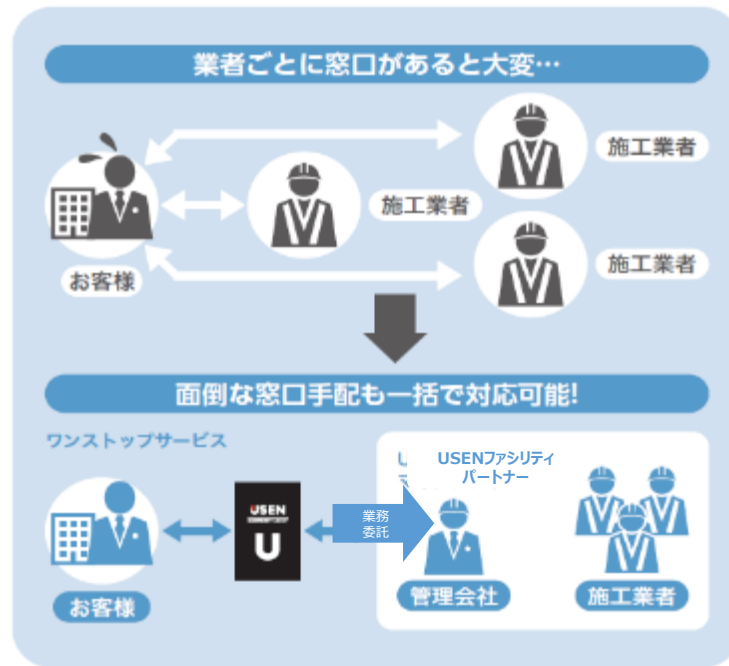 業者ごとに窓口があると大変…
施工業者
施工業者
施工業者
お客様
面倒な窓口手配も一括で対応可能!
ワンストップサービス
USENファシリティ
パートナー
USEN
U
業務
委託
お客様
管理会社
施工業者